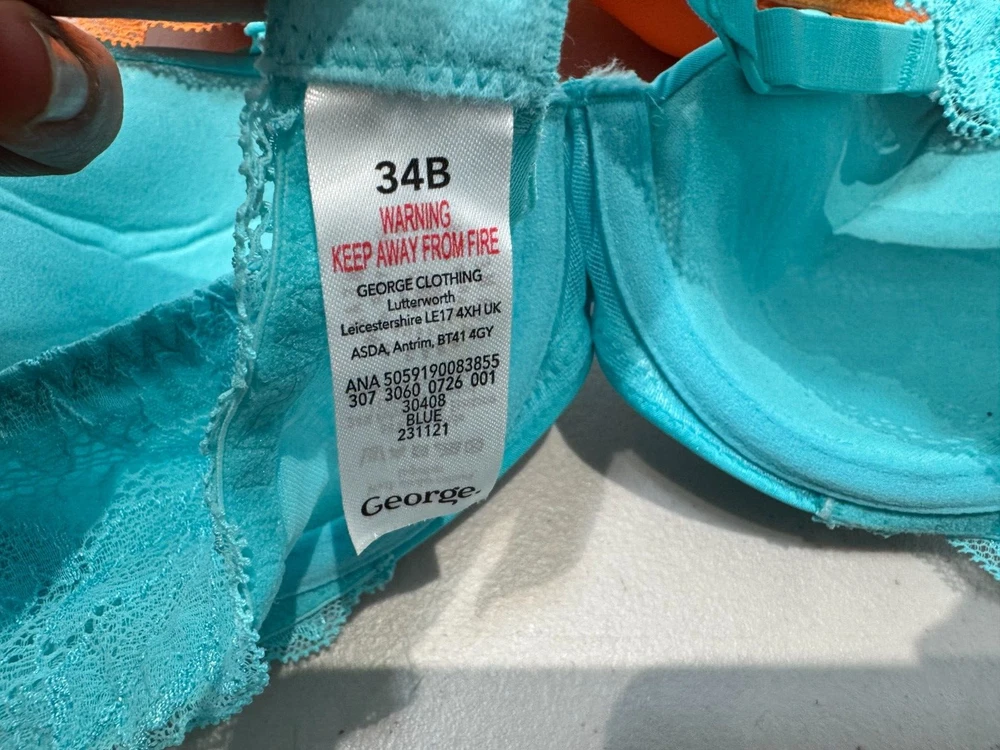 34B
WARNING
KEEP AWAY FROM FIRE
GEORGE CLOTHING
Lutterworth
Leicestershire LE17 4XH UK
ASDA, Antrim, BT41 4GY
ANA 5059190083855
307 3060 0726 001
30408
BLUE
231121
George.